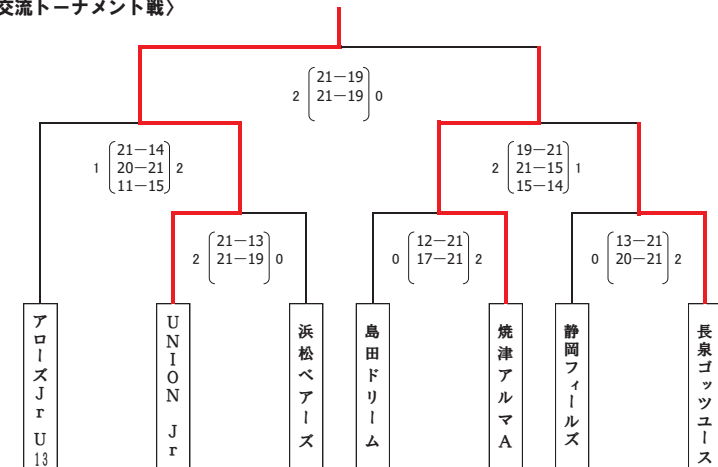 交流トーナメント戦〉
2 21－19 0
21－19
1 21－14 2
20－21
11－15
2 19－21 1
21－15
15－14
2 21－13 0
21－19
0 12－21 2
17－21
0 13－21 2
20－21
アローズJr U13
UNION Jr
浜松ベアーズ
島田ドリーム
焼津アルマA
静岡フィールズ
長泉ゴッツユース